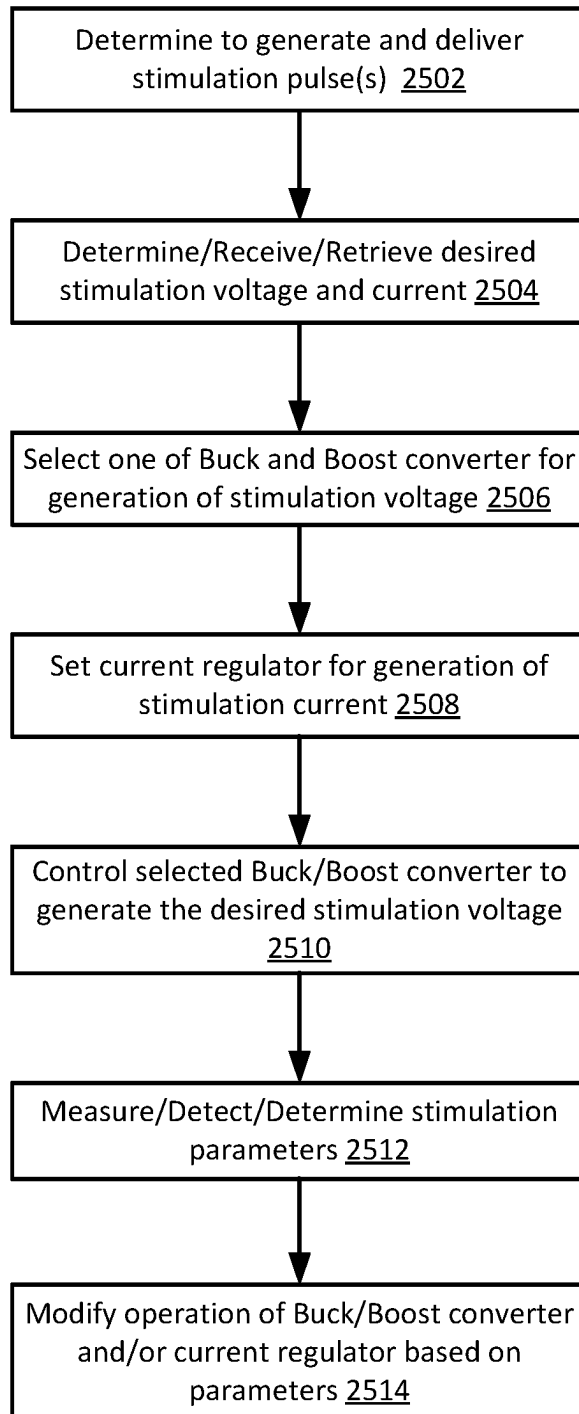 Determine to generate and deliver
stimulation pulse(s) 2502
Determine/Receive/Retrieve desired
stimulation voltage and current 2504
Select one of Buck and Boost converter for
generation of stimulation voltage 2506
Set current regulator for generation of
stimulation current 2508
Control selected Buck/Boost converter to
generate the desired stimulation voltage
2510
Measure/Detect/Determine stimulation
parameters 2512
Modify operation of Buck/Boost converter
and/or current regulator based on
parameters 2514